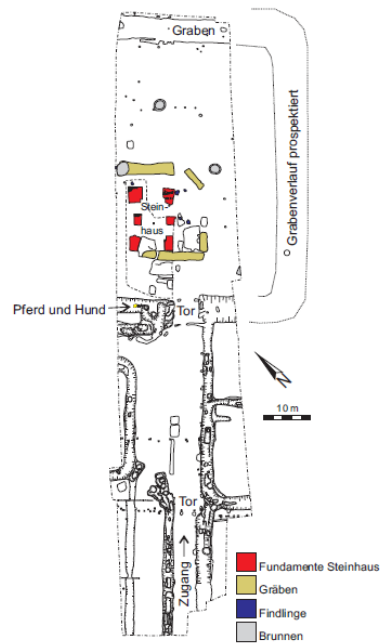 Graben
Grabenverlauf prospektiert
Stein-
haus
Pferd und Hund
Tor
10 m
Tor
Zugang
Fundamente Steinhaus
Gräben
Findlinge
Brunnen